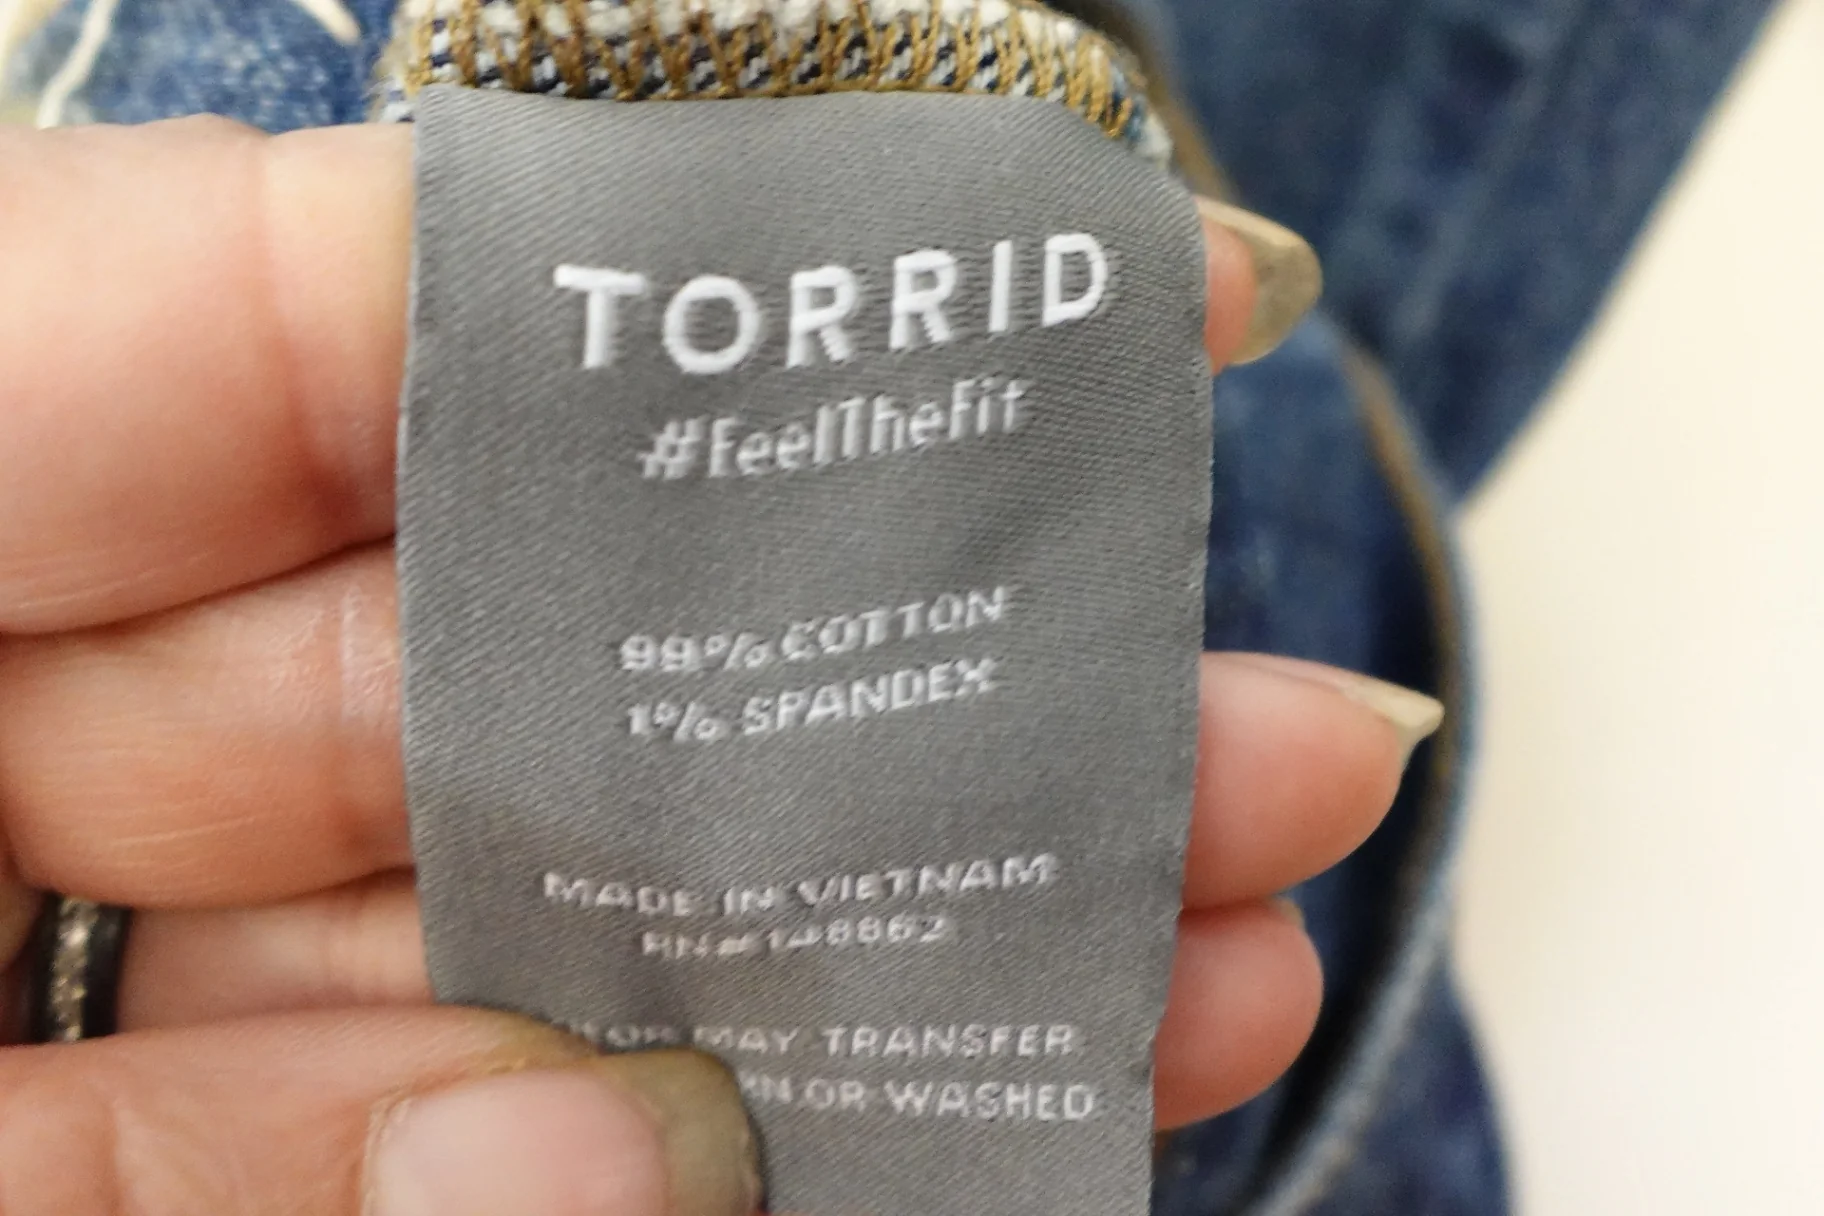 TORRID
#FeelTheFit
99% COTTON
1% SPANDEX
MADE IN VIETNAM
RN# 148862
MAY TRANSFER
OR WASHED